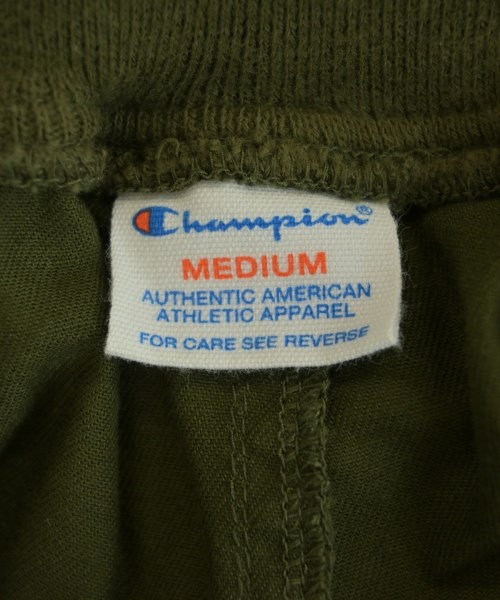 Champion®
MEDIUM
AUTHENTIC AMERICAN
ATHLETIC APPAREL
FOR CARE SEE REVERSE